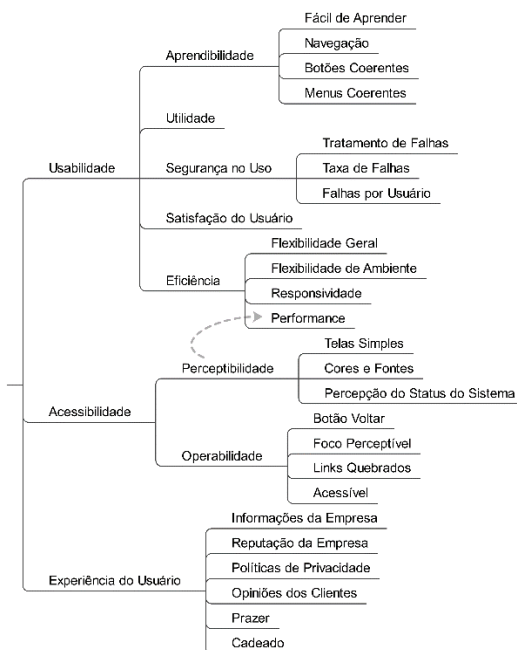 Fácil de Aprender
Aprendibilidade
Navegação
Botões Coerentes
Menus Coerentes
Utilidade
Tratamento de Falhas
Usabilidade
Segurança no Uso
Taxa de Falhas
Falhas por Usuário
Satisfação do Usuário
Flexibilidade Geral
Flexibilidade de Ambiente
Eficiência
Responsividade
Performance
Telas Simples
Perceptibilidade
Cores e Fontes
Percepção do Status do Sistema
Acessibilidade
Botão Voltar
Foco Perceptível
Operabilidade
Links Quebrados
Acessível
Informações da Empresa
Reputação da Empresa
Políticas de Privacidade
Experiência do Usuário
Opiniões dos Clientes
Prazer
Cadeado